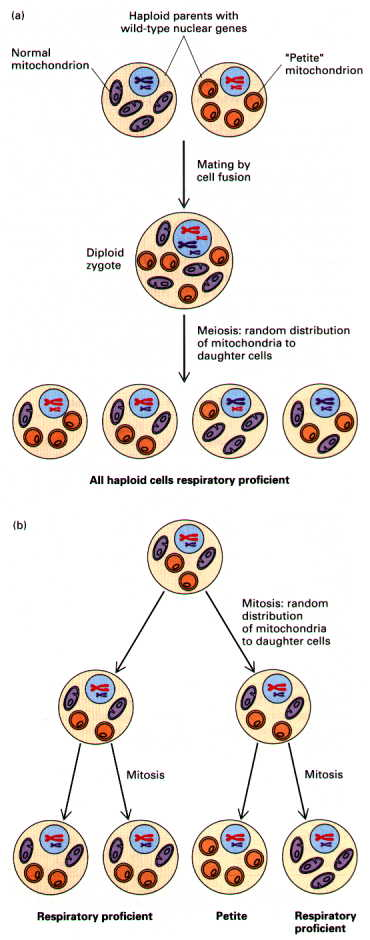 (a)
Haploid parents with
wild-type nuclear genes
Normal
mitochondrion
"Petite"
mitochondrion
Mating by
cell fusion
Diploid
zygote
Meiosis: random distribution
of mitochondria to
daughter cells
All haploid cells respiratory proficient
(b)
Mitosis: random
distribution
of mitochondria
to daughter cells
Mitosis
Mitosis
Respiratory proficient
Petite
Respiratory
proficient